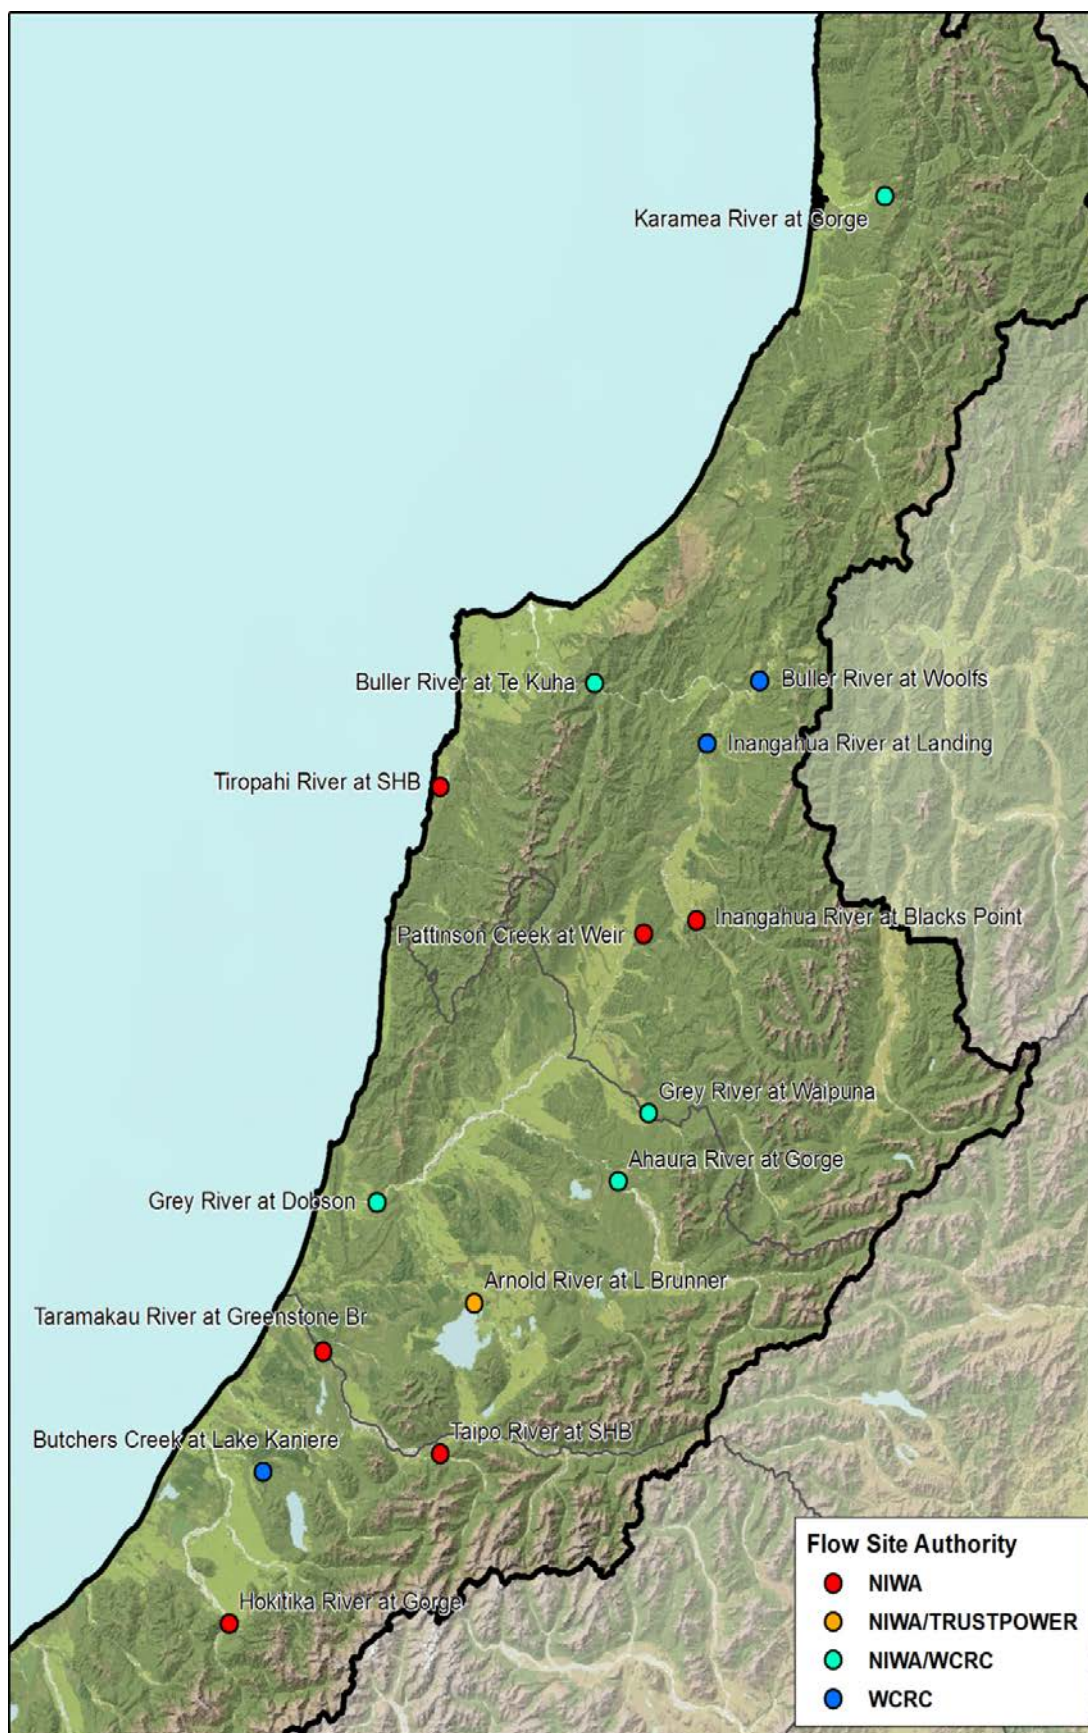 Karamea River at Gorge
Buller River at Te Kuha
Buller River at Woolfs
Inangahua River at Landing
Tiropahi River at SHB
Inangahua River at Blacks Point
Pattinson Creek at Weir
Grey River at Waipuna
Ahaura River at Gorge
Grey River at Dobson
Arnold River at L Brunner
Taramakau River at Greenstone Br
Taipo River at SHB
Butchers Creek at Lake Kaniere
Hokitika River at Gorge
Flow Site Authority
NIWA
NIWA/TRUSTPOWER
NIWA/WCRC
WCRC